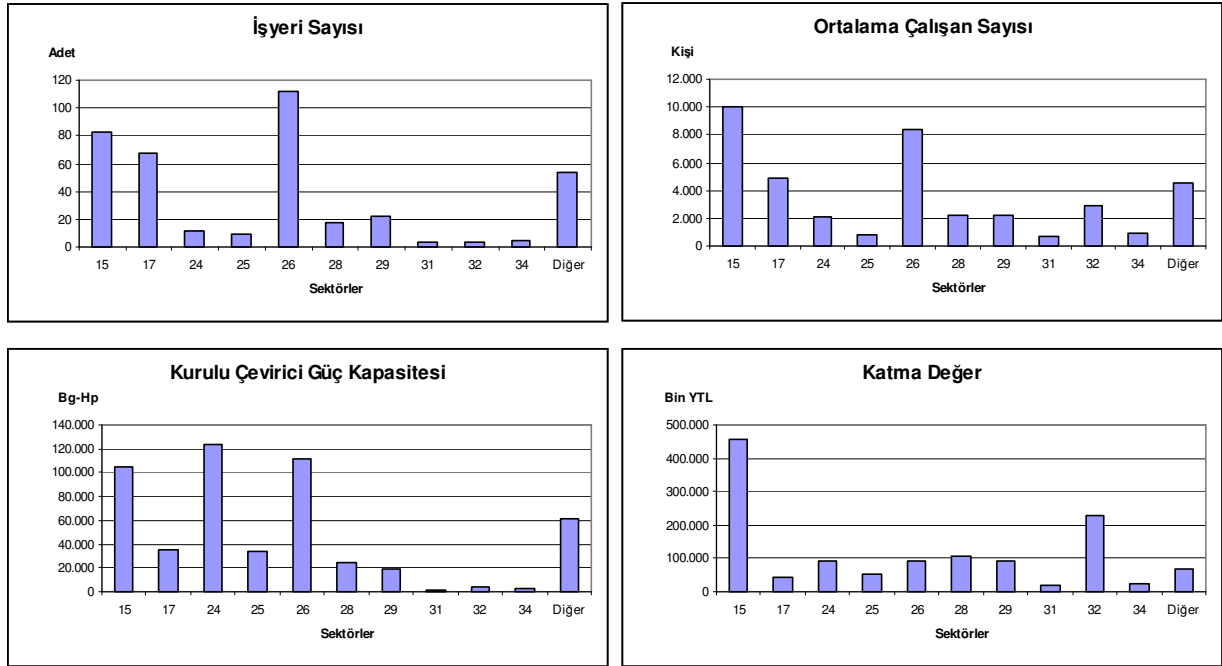 İşyeri Sayısı
Adet
120
100
80
60
40
20
0
15 17 24 25 26 28 29 31 32 34 Diğer
Sektörler
Ortalama Çalışan Sayısı
Kişi
12.000
10.000
8.000
6.000
4.000
2.000
0
15 17 24 25 26 28 29 31 32 34 Diğer
Sektörler
Kurulu Çevirici Güç Kapasitesi
Bg-Hp
140.000
120.000
100.000
80.000
60.000
40.000
20.000
0
15 17 24 25 26 28 29 31 32 34 Diğer
Sektörler
Katma Değer
Bin YTL
500.000
400.000
300.000
200.000
100.000
0
15 17 24 25 26 28 29 31 32 34 Diğer
Sektörler